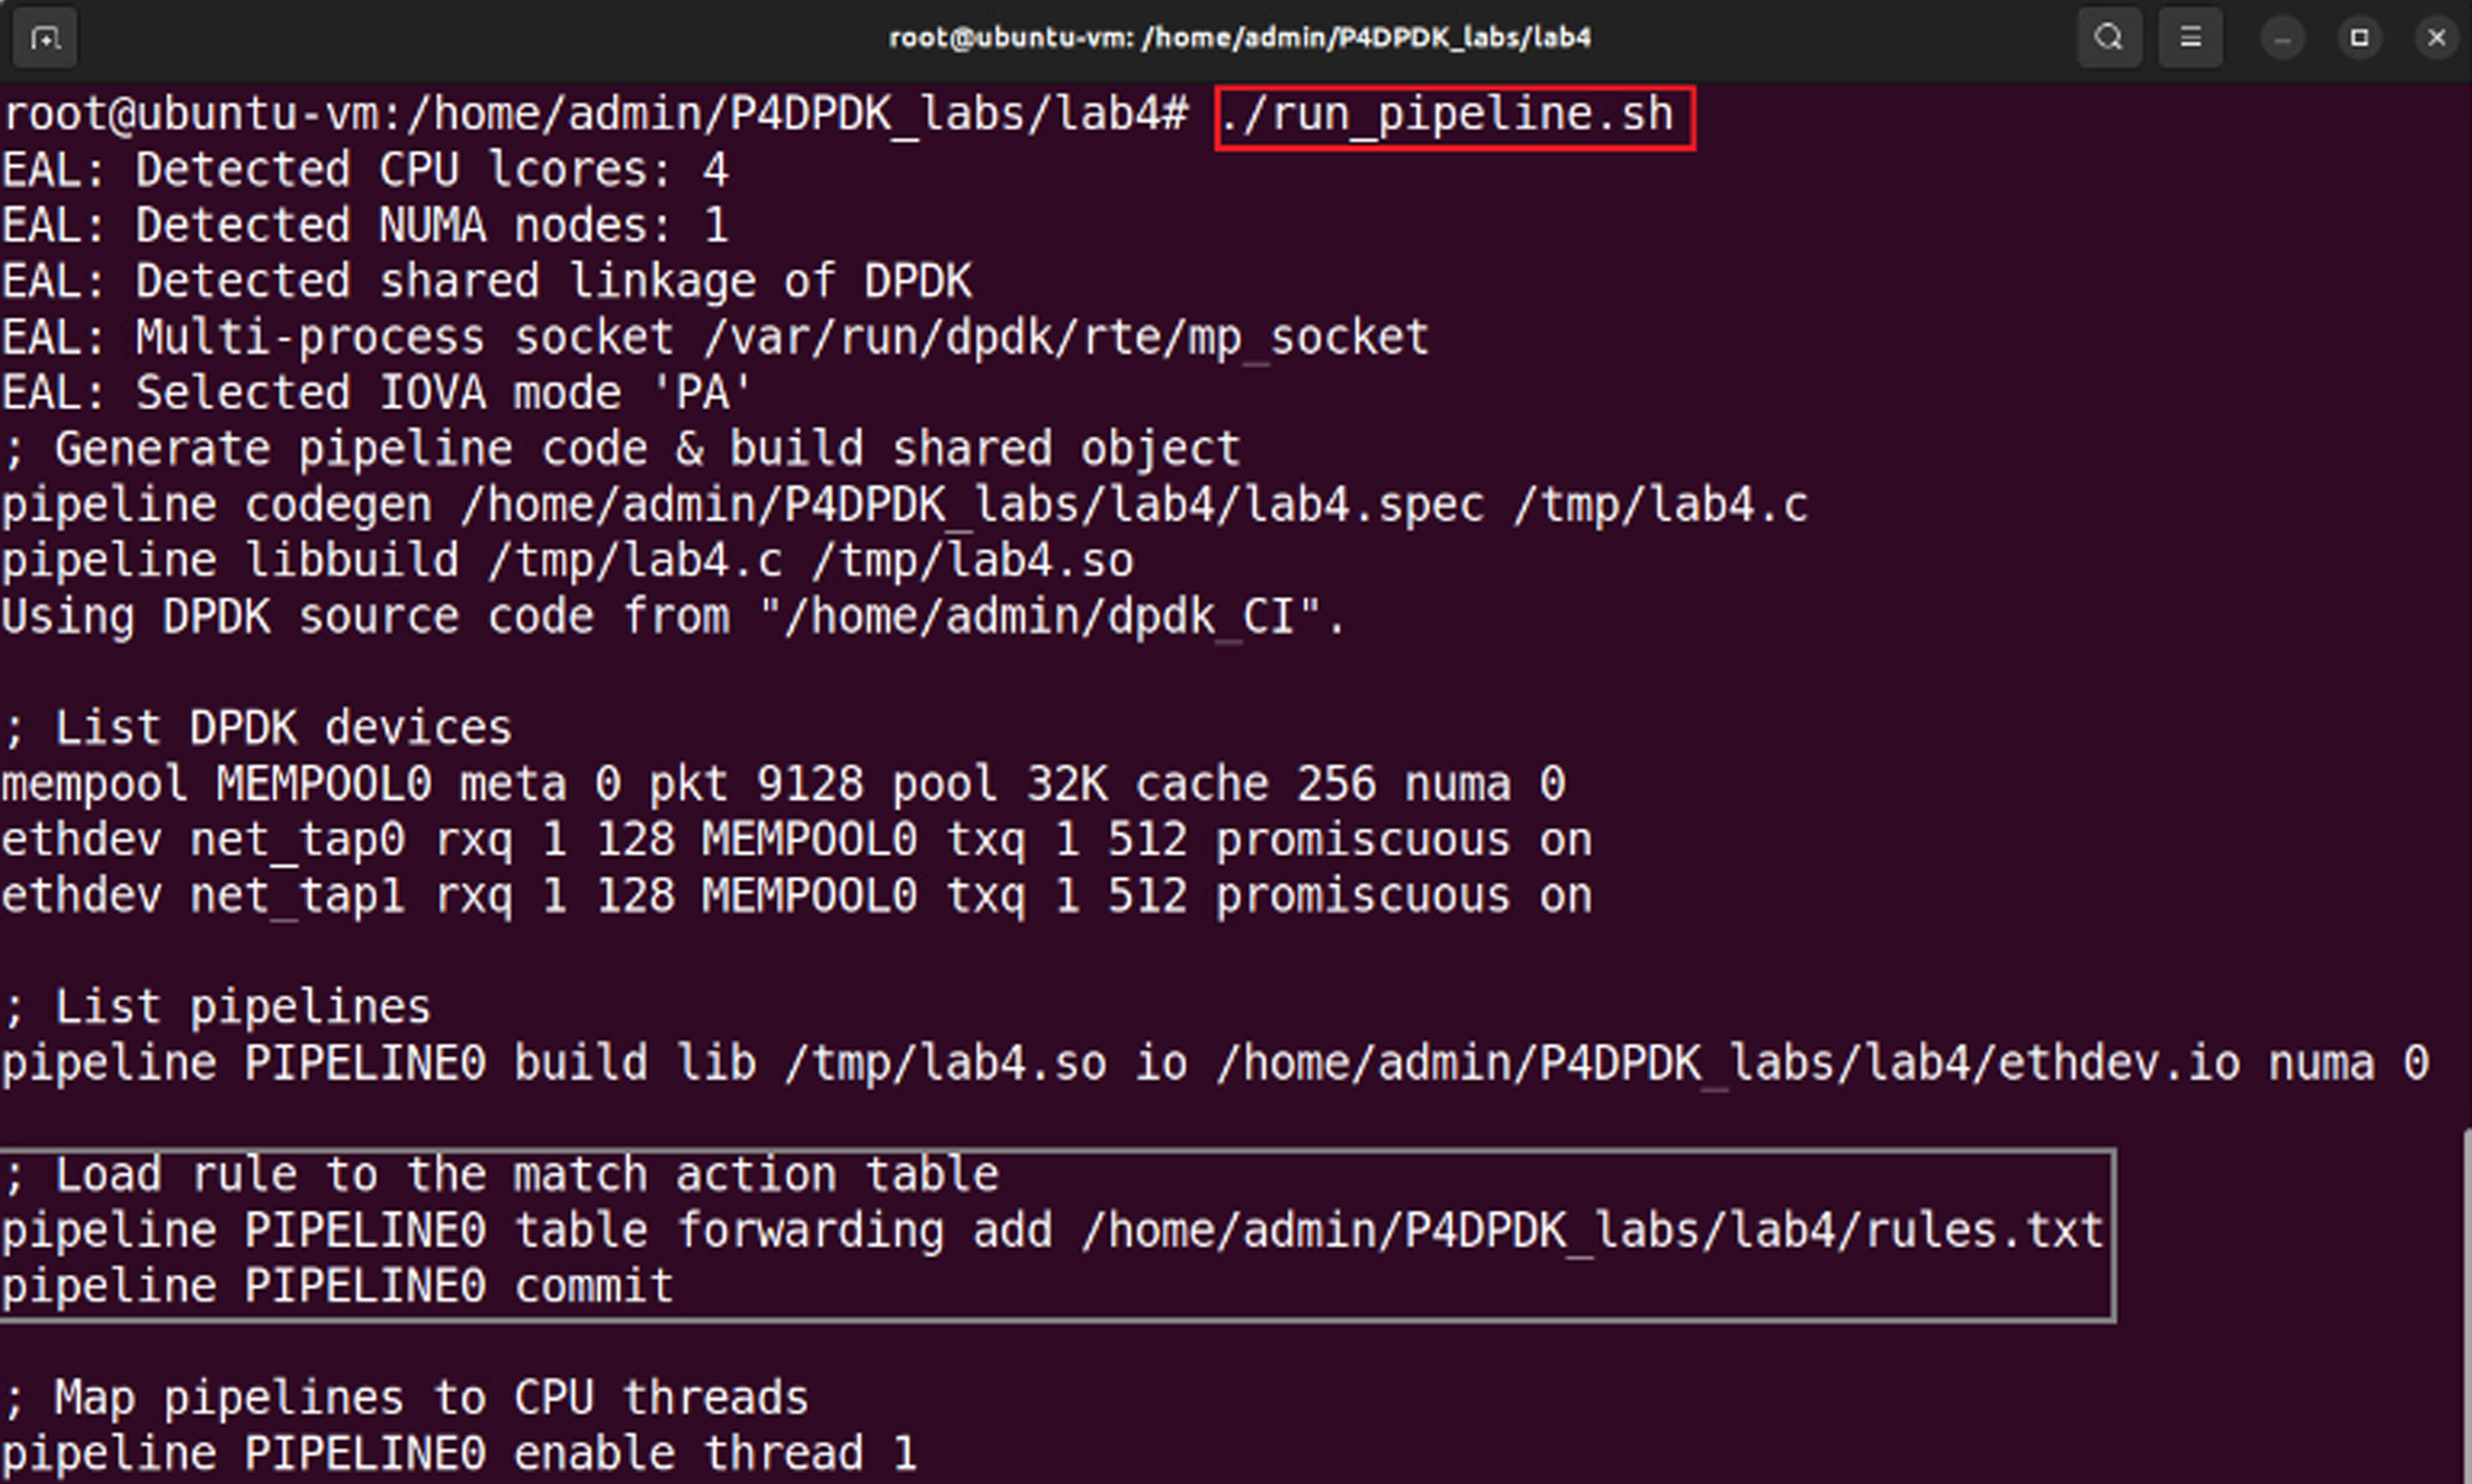 root@ubuntu-vm: /home/admin/P4DPDK_labs/lab4
root@ubuntu-vm:/home/admin/P4DPDK_labs/lab4# ./run_pipeline.sh
EAL: Detected CPU lcores: 4
EAL: Detected NUMA nodes: 1
EAL: Detected shared linkage of DPDK
EAL: Multi-process socket /var/run/dpdk/rte/mp_socket
EAL: Selected IOVA mode 'PA'
; Generate pipeline code & build shared object
pipeline codegen /home/admin/P4DPDK_labs/lab4/lab4.spec /tmp/lab4.c
pipeline libbuild /tmp/lab4.c /tmp/lab4.so
Using DPDK source code from "/home/admin/dpdk_CI".
; List DPDK devices
mempool MEMPOOL0 meta 0 pkt 9128 pool 32K cache 256 numa 0
ethdev net_tap0 rxq 1 128 MEMPOOL0 txq 1 512 promiscuous on
ethdev net_tap1 rxq 1 128 MEMPOOL0 txq 1 512 promiscuous on
; List pipelines
pipeline PIPELINE0 build lib /tmp/lab4.so io /home/admin/P4DPDK_labs/lab4/ethdev.io numa 0
; Load rule to the match action table
pipeline PIPELINE0 table forwarding add /home/admin/P4DPDK_labs/lab4/rules.txt
pipeline PIPELINE0 commit
; Map pipelines to CPU threads
pipeline PIPELINE0 enable thread 1